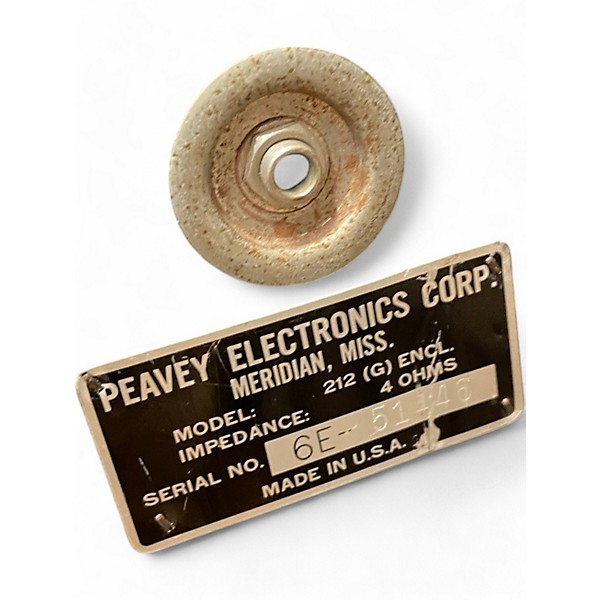 PEAVEY ELECTRONICS CORP.
MERIDIAN, MISS.
MODEL: 212 (G) ENCL.
IMPEDANCE: 4 OHMS
SERIAL NO. 6E-
MADE IN U.S.A.